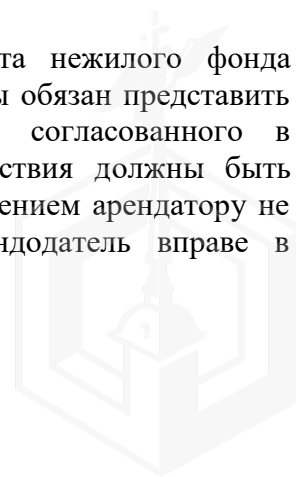 та нежилого фонда
ы обязан представить
согласованного в
ствия должны быть
ением арендатору не
ндодатель вправе в